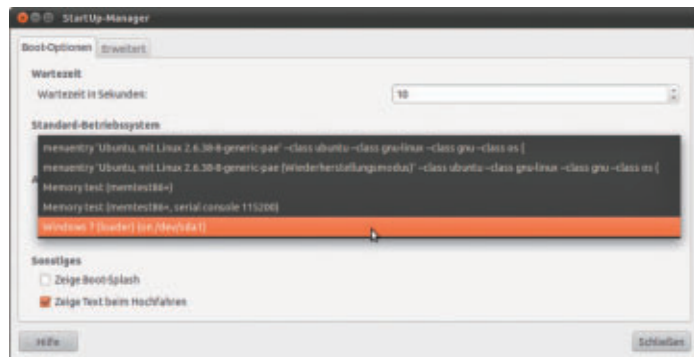 StartUp-Manager
Boot-Optionen Erweitert
Wartezeit
Wartezeit in Sekunden: 10
Standard-Betriebssystem
menuentry 'Ubuntu, mit Linux 2.6.38-8-generic-pae' --class ubuntu --class gnu-linux --class gnu --class os {
menuentry 'Ubuntu, mit Linux 2.6.38-8-generic-pae (Wiederherstellungsmodus)' --class ubuntu --class gnu-linux --class gnu --class os {
A
Memory test (memtest86+)
Memory test (memtest86+, serial console 115200)
Windows 7 (loader) (on /dev/sda1)
Sonstiges
Zeige Boot-Splash
Zeige Text beim Hochfahren
Hilfe Schließen